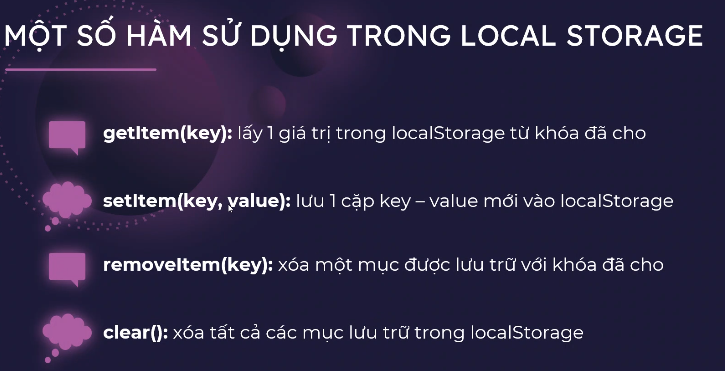 MỘT SỐ HÀM SỬ DỤNG TRONG LOCAL STORAGE
getItem(key): lấy 1 giá trị trong localStorage từ khóa đã cho
setItem(key, value): lưu 1 cặp key – value mới vào localStorage
removeItem(key): xóa một mục được lưu trữ với khóa đã cho
clear(): xóa tất cả các mục lưu trữ trong localStorage